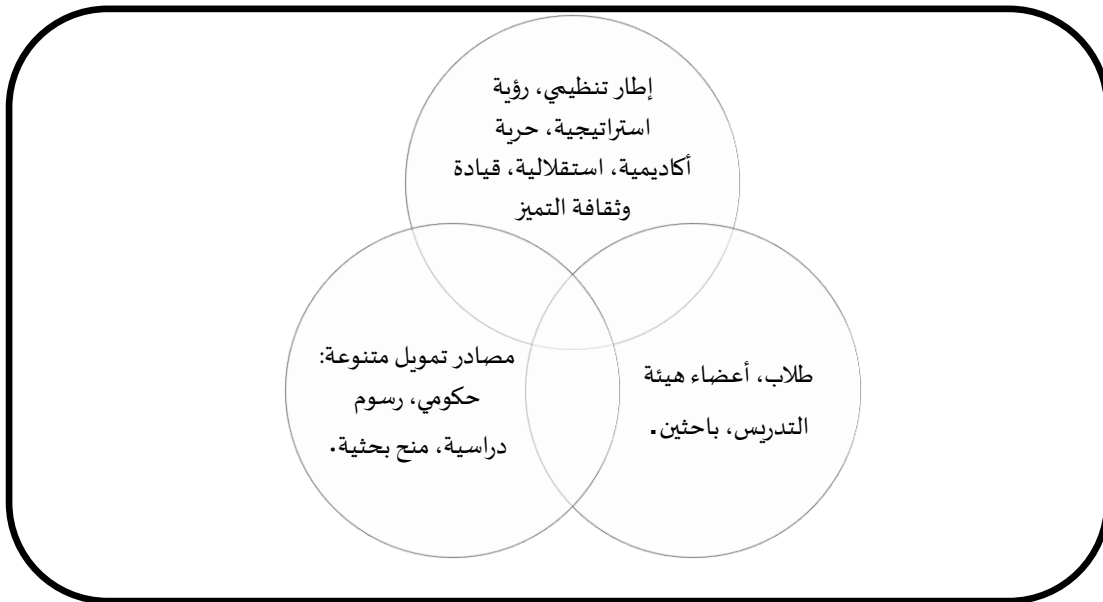 إطار تنظيمي، رؤية
استراتيجية، حرية
أكاديمية، استقلالية، قيادة
وثقافة التميز
مصادر تمويل متنوعة:
حكومي، رسوم
دراسية، منح بحثية.
طلاب، أعضاء هيئة
التدريس، باحثين.